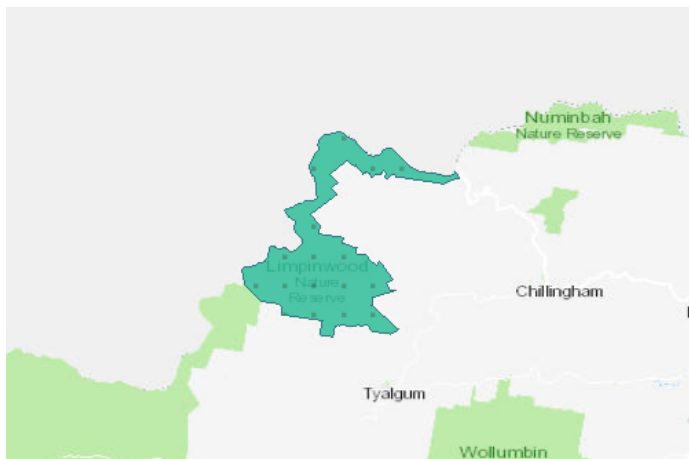 Numinbah
Nature Reserve
Limpinwood
Nature
Reserve
Chillingham
Tyalgum
Wollumbin